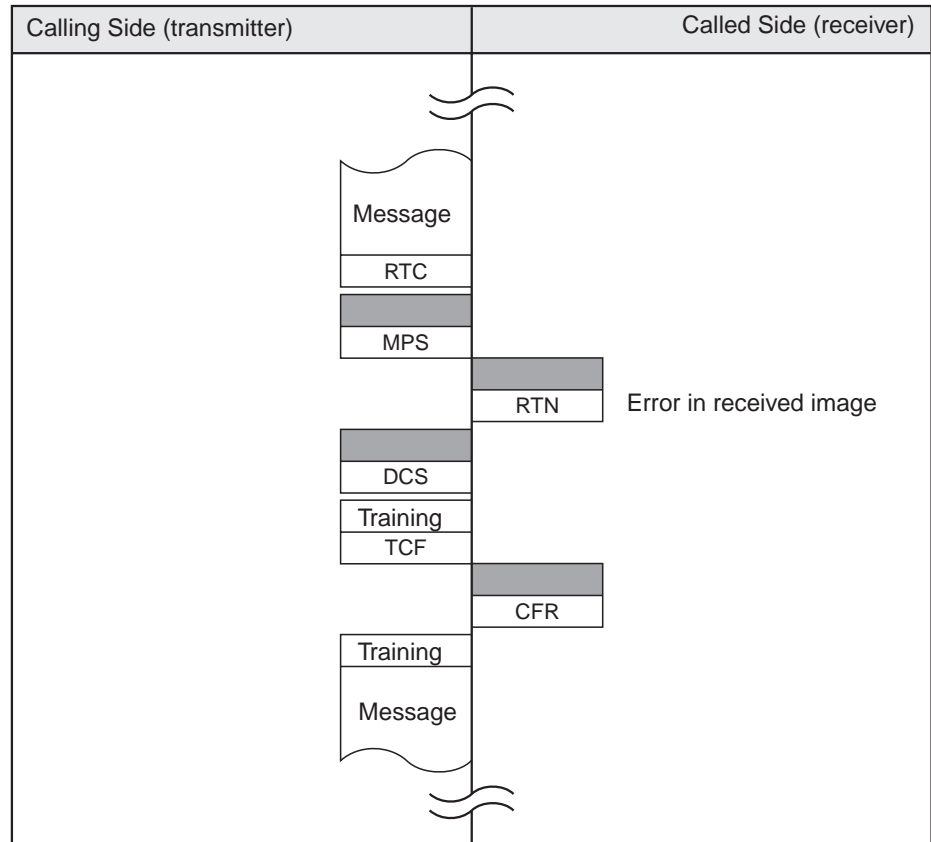 Calling Side (transmitter)
Called Side (receiver)
Message
RTC
MPS
RTN
Error in received image
DCS
Training
TCF
CFR
Training
Message